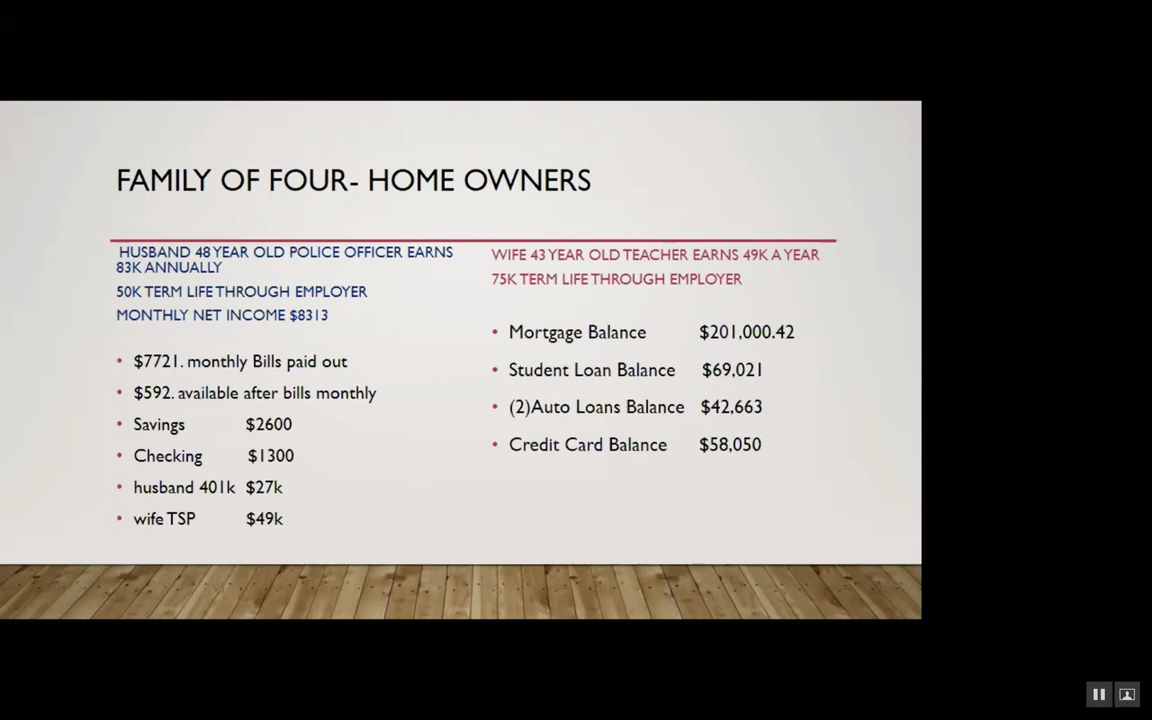 FAMILY OF FOUR- HOME OWNERS
HUSBAND 48 YEAR OLD POLICE OFFICER EARNS
83K ANNUALLY
50K TERM LIFE THROUGH EMPLOYER
MONTHLY NET INCOME $8313
• $7721. monthly Bills paid out
• $592. available after bills monthly
• Savings $2600
• Checking $1300
• husband 401k $27k
• wife TSP $49k
WIFE 43 YEAR OLD TEACHER EARNS 49K A YEAR
75K TERM LIFE THROUGH EMPLOYER
• Mortgage Balance $201,000.42
• Student Loan Balance $69,021
• (2)Auto Loans Balance $42,663
• Credit Card Balance $58,050